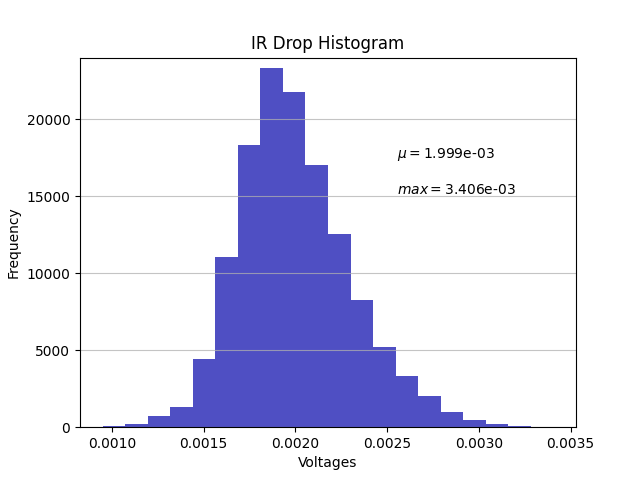 IR Drop Histogram
20000
15000
10000
5000
0
Frequency
μ = 1.999e-03
max = 3.406e-03
0.0010 0.0015 0.0020 0.0025 0.0030 0.0035
Voltages